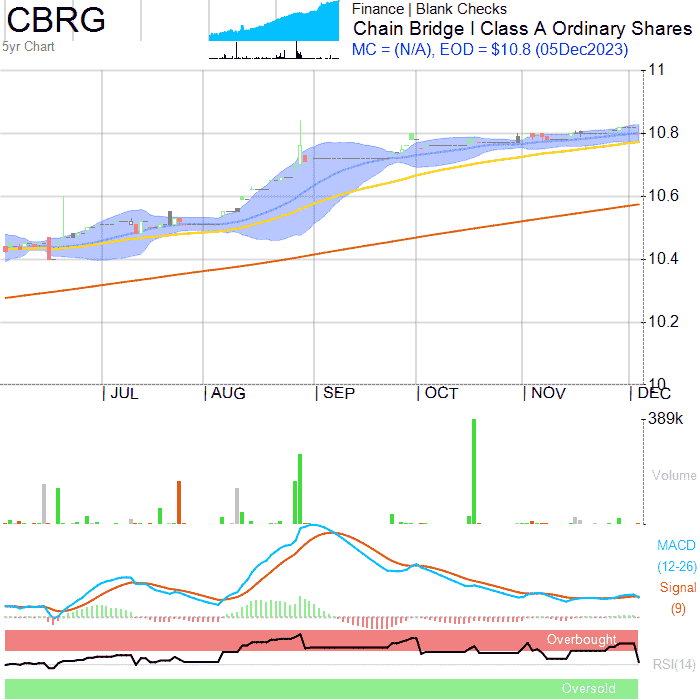 CBRG
5yr Chart
Finance | Blank Checks
Chain Bridge I Class A Ordinary Shares
MC = (N/A), EOD = $10.8 (05Dec2023)
11
10.8
10.6
10.4
10.2
10
JUL AUG SEP OCT NOV DEC
389k
Volume
MACD
(12-26)
Signal
(9)
Overbought
RSI(14)
Oversold